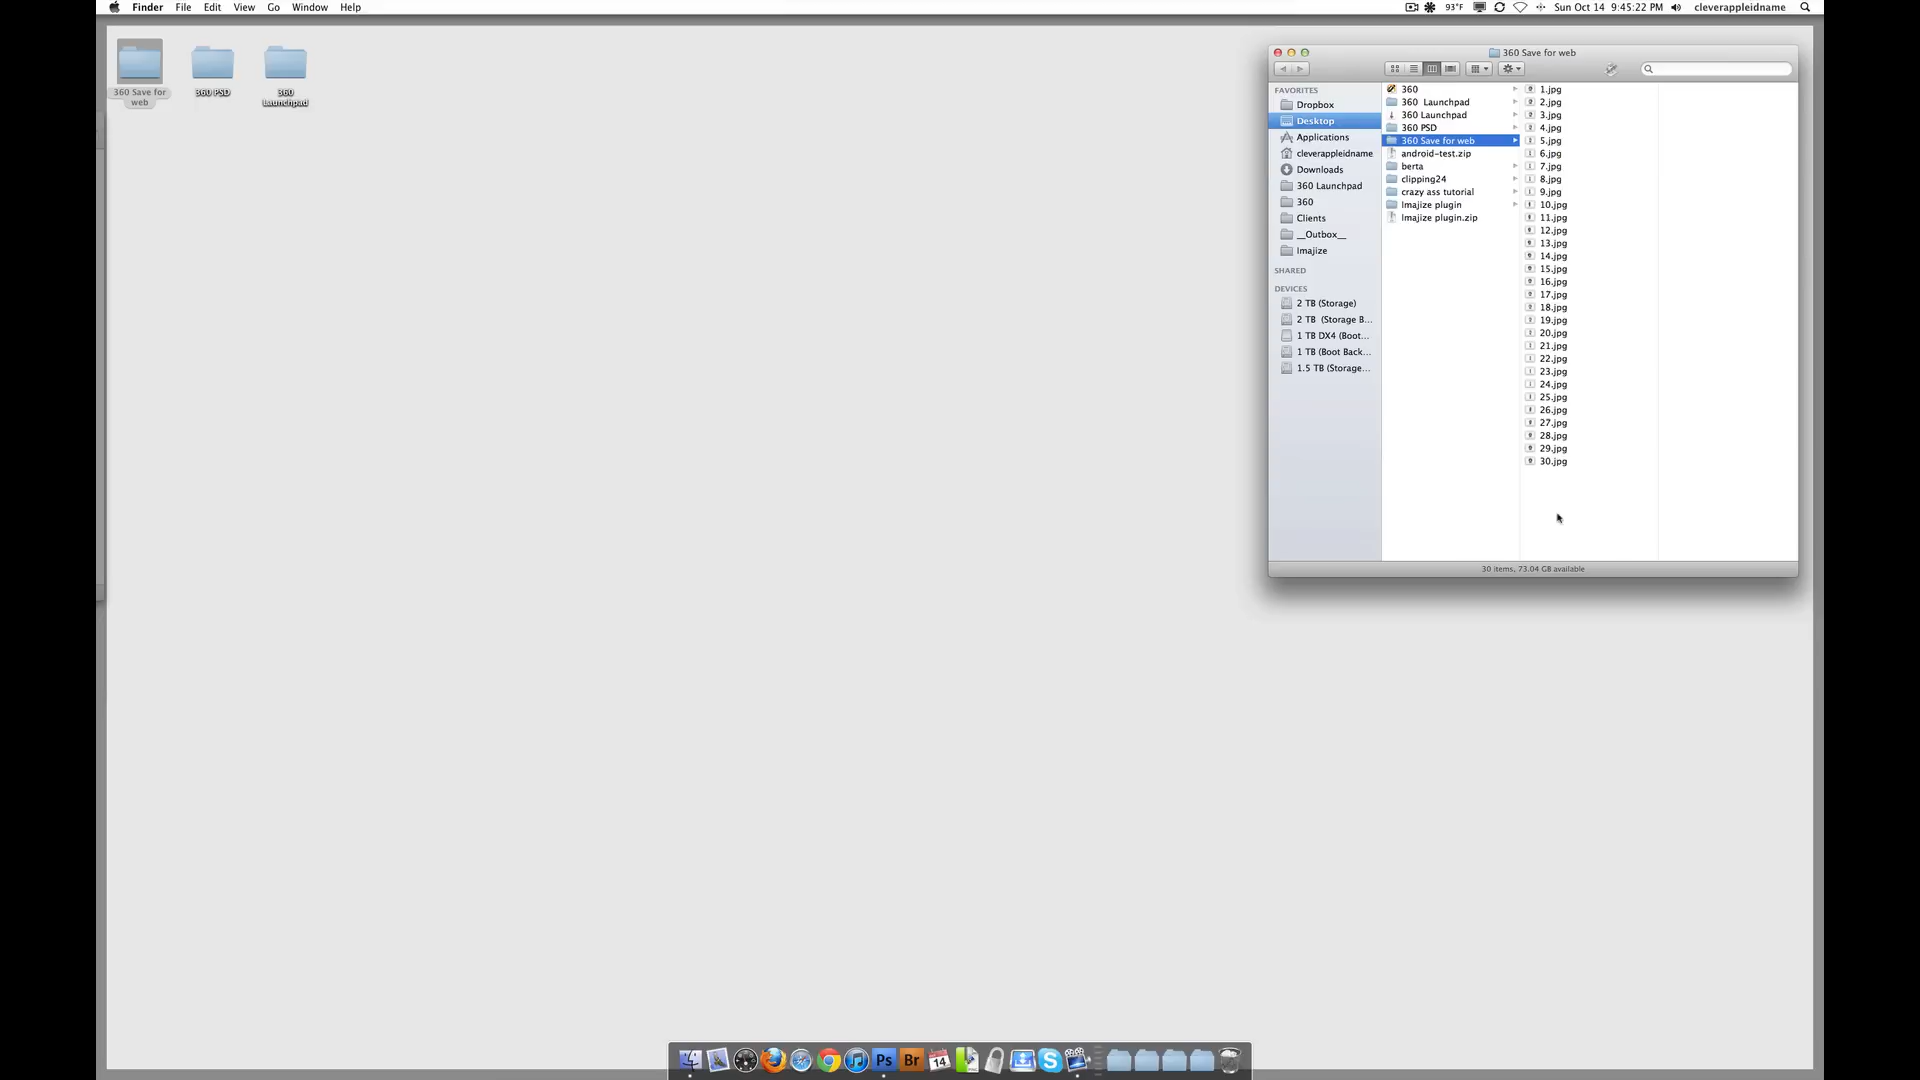 Finder File Edit View Go Window Help
93°F Sun Oct 14 9:45:22 PM cleverappleidname
360 Save for web
360 PSD
360 Launchpad
360 Save for web
FAVORITES
Dropbox
Desktop
Applications
cleverappleidname
Downloads
360 Launchpad
360
Clients
__Outbox__
Imajize
SHARED
DEVICES
2 TB (Storage)
2 TB (Storage B...
1 TB DX4 (Boot...
1 TB (Boot Back...
1.5 TB (Storage...
360
360 Launchpad
360 Launchpad
360 PSD
360 Save for web
android-test.zip
berta
clipping24
crazy ass tutorial
Imajize plugin
Imajize plugin.zip
1.jpg
2.jpg
3.jpg
4.jpg
5.jpg
6.jpg
7.jpg
8.jpg
9.jpg
10.jpg
11.jpg
12.jpg
13.jpg
14.jpg
15.jpg
16.jpg
17.jpg
18.jpg
19.jpg
20.jpg
21.jpg
22.jpg
23.jpg
24.jpg
25.jpg
26.jpg
27.jpg
28.jpg
29.jpg
30.jpg
30 items, 73.04 GB available
Ps Br 14